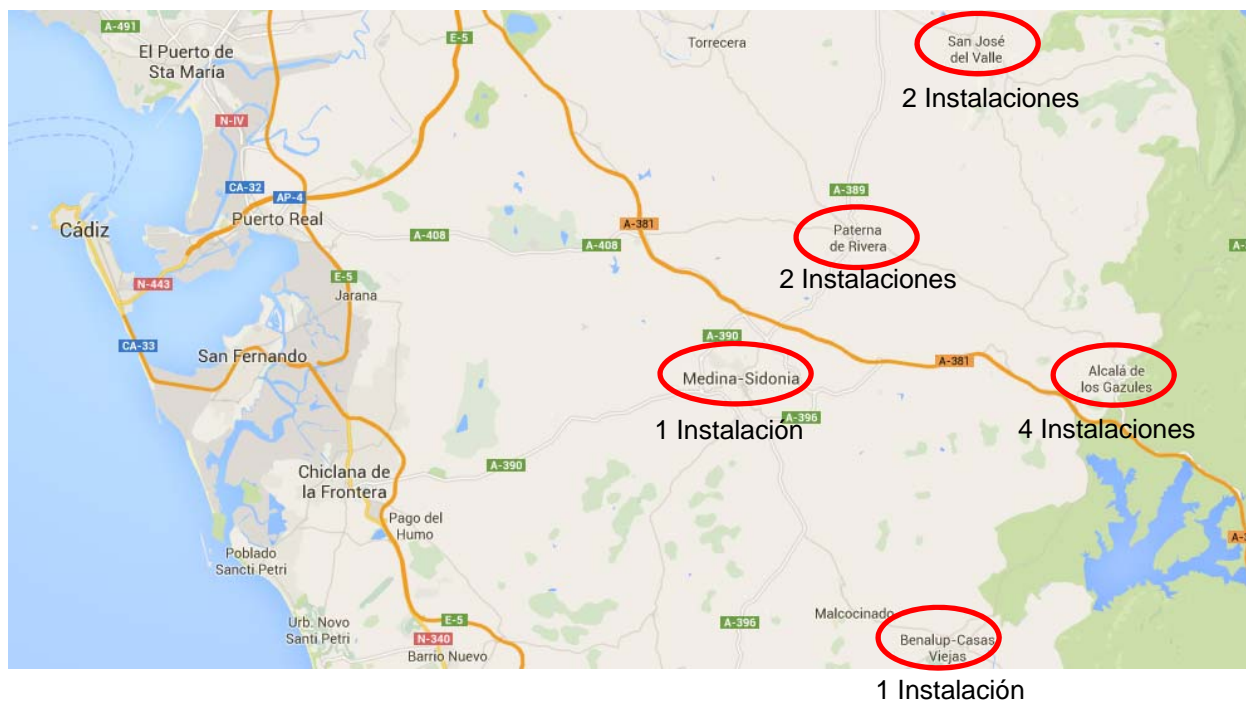 A-491
El Puerto de
Sta María
E-5
Torrecera
San José
del Valle
2 Instalaciones
N-IV
CA-32
AP-4
A-389
Cádiz
Puerto Real
A-408
A-408
A-381
Paterna
de Rivera
2 Instalaciones
N-443
E-5
Jarana
CA-33
San Fernando
A-390
Medina-Sidonia
A-381
Alcalá de
los Gazules
1 Instalación
A-396
4 Instalaciones
Chiclana de
la Frontera
A-390
Pago del
Humo
Poblado
Sancti Petri
Urb. Novo
Santi Petri
E-5
N-340
Barrio Nuevo
A-396
Malcocinado
Benalup-Casas
Viejas
1 Instalación